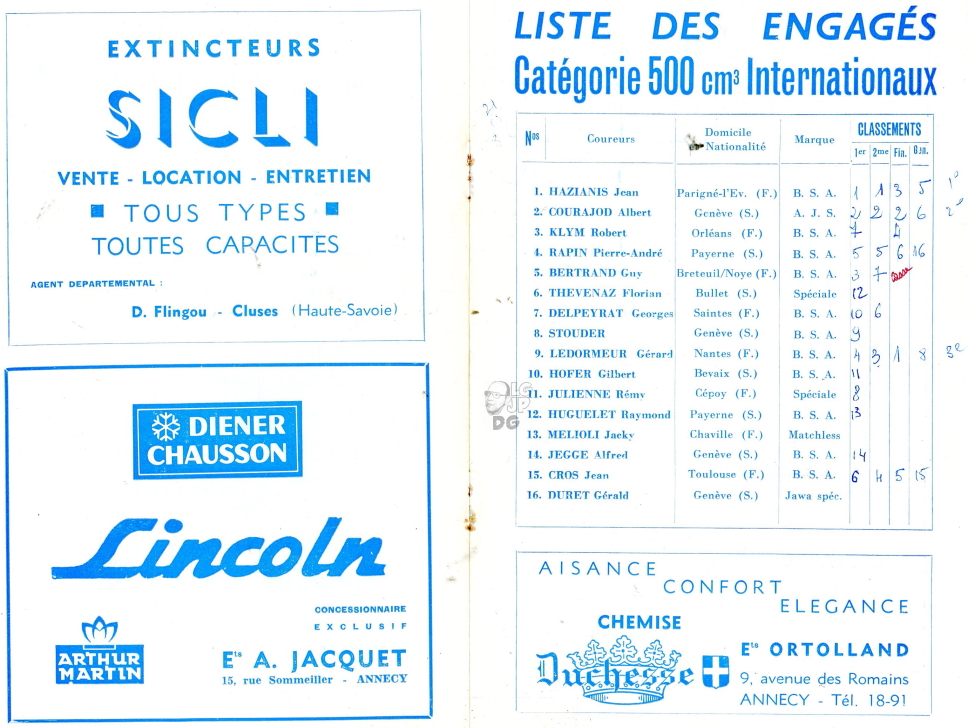 EXTINCTEURS
SICLI
VENTE - LOCATION - ENTRETIEN
TOUS TYPES
TOUTES CAPACITES
AGENT DEPARTEMENTAL :
D. Flingou - Cluses (Haute-Savoie)
DIENER
CHAUSSON
Lincoln
CONCESSIONNAIRE
EXCLUSIF
ARTHUR
MARTIN
Ets A. JACQUET
15, rue Sommeiller - ANNECY
LISTE DES ENGAGÉS
Catégorie 500 cm3 Internationaux
Nos Coureurs Domicile et Nationalité Marque CLASSEMENTS
1er 2me Fin. G.n.
1. HAZIANIS Jean Parigné-l'Ev. (F.) B. S. A. 1 1 3 5 1º
2. COURAJOD Albert Genève (S.) A. J. S. 2 2 2 6 2º
3. KLYM Robert Orléans (F.) B. S. A. 7 4
4. RAPIN Pierre-André Payerne (S.) B. S. A. 5 5 6 16
5. BERTRAND Guy Breteuil/Noye (F.) B. S. A. 3 7
6. THEVENAZ Florian Bullet (S.) Spéciale 12
7. DELPEYRAT Georges Saintes (F.) B. S. A. 10 6
8. STOUDER Genève (S.) B. S. A. 9
9. LEDORMEUR Gérard Nantes (F.) B. S. A. 4 3 1 8 3e
10. HOFER Gilbert Bevaix (S.) B. S. A. 11
11. JULIENNE Rémy Cépoy (F.) Spéciale 8
12. HUGUELET Raymond Payerne (S.) B. S. A. 13
13. MELIOLI Jacky Chaville (F.) Matchless
14. JEGGE Alfred Genève (S.) B. S. A. 14
15. CROS Jean Toulouse (F.) B. S. A. 6 4 5 15
16. DURET Gérald Genève (S.) Jawa spéc.
LG
JP
DG
AISANCE
CONFORT
ELEGANCE
CHEMISE
Duchesse
Ets ORTOLLAND
9, avenue des Romains
ANNECY - Tél. 18-91